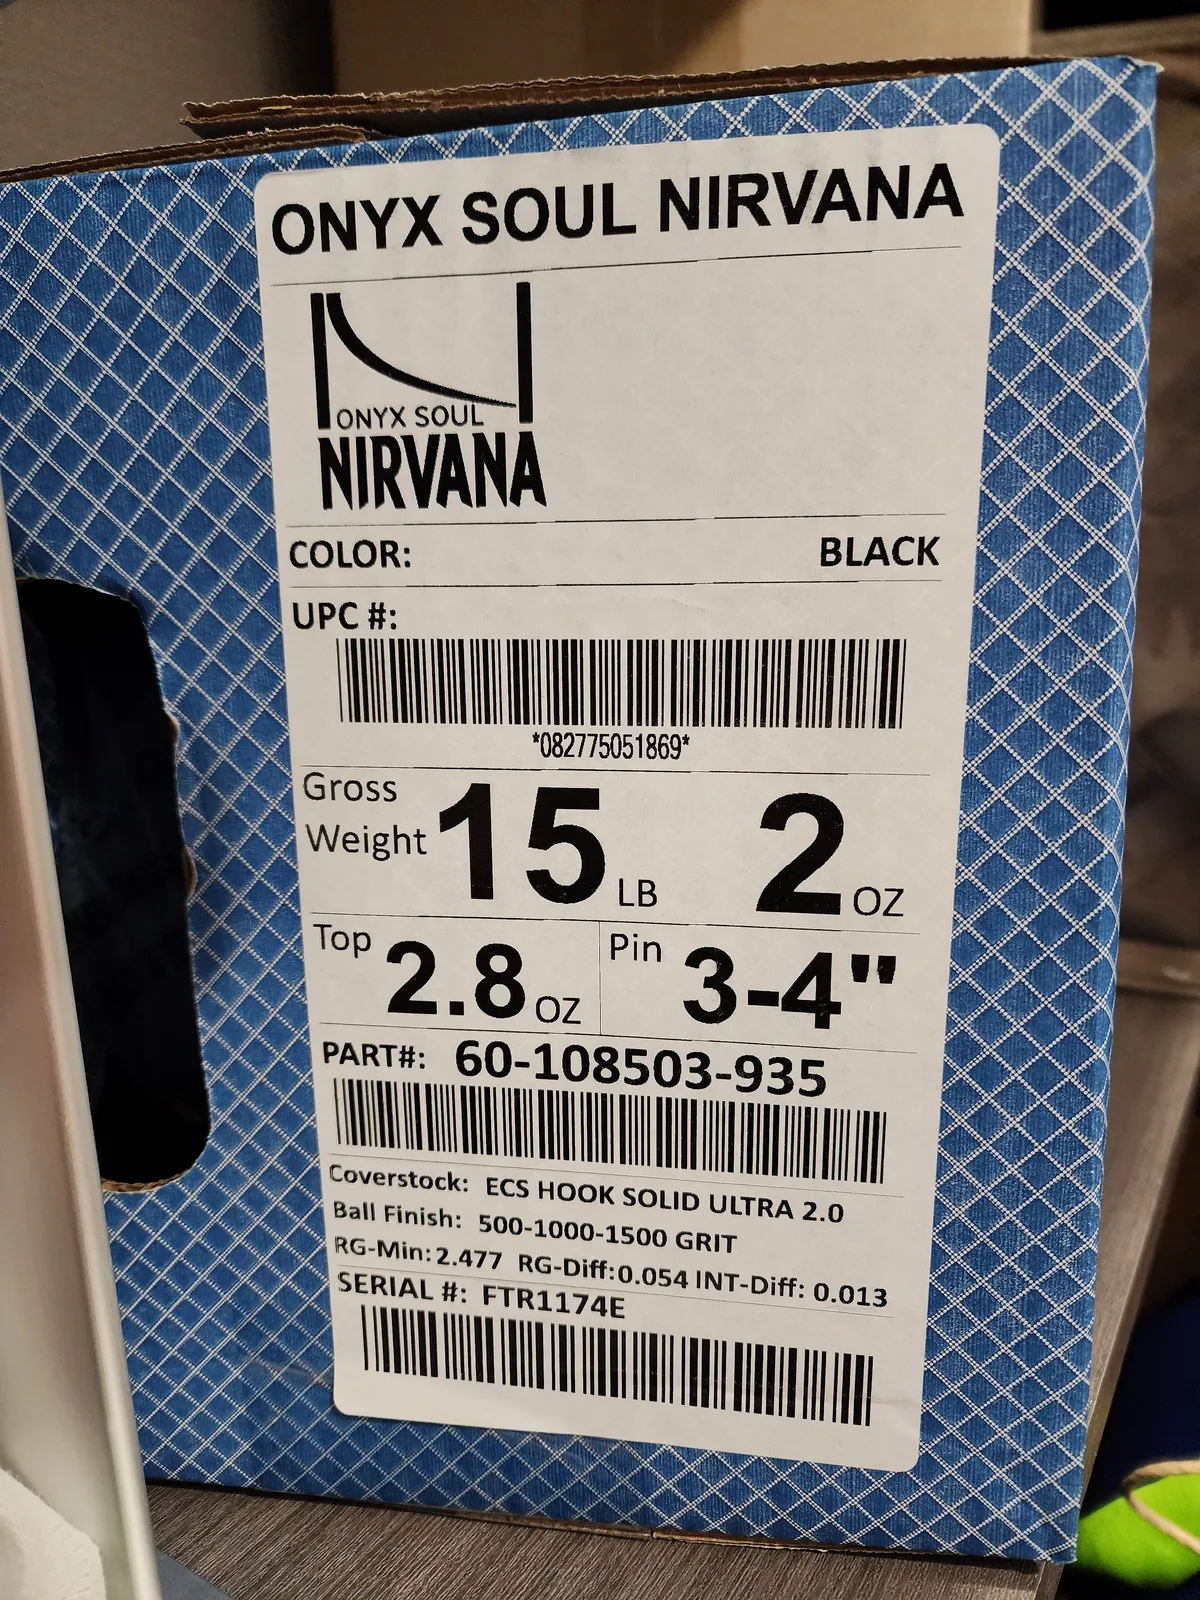 ONYX SOUL NIRVANA
ONYX SOUL
NIRVANA
COLOR: BLACK
UPC #:
*082775051869*
Gross Weight 15 LB 2 OZ
Top 2.8 OZ Pin 3-4"
PART#: 60-108503-935
Coverstock: ECS HOOK SOLID ULTRA 2.0
Ball Finish: 500-1000-1500 GRIT
RG-Min: 2.477 RG-Diff: 0.054 INT-Diff: 0.013
SERIAL #: FTR1174E